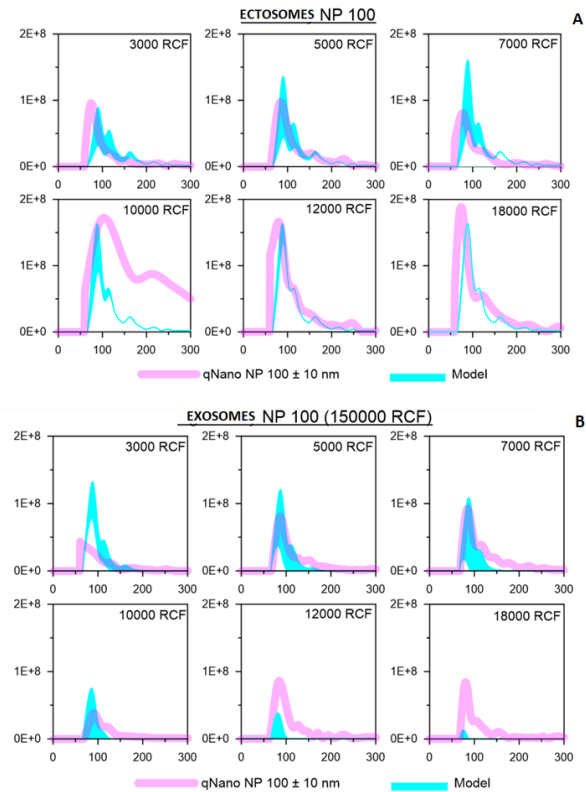 ECTOSOMES NP 100
A
3000 RCF 5000 RCF 7000 RCF
2E+8 2E+8 2E+8
1E+8 1E+8 1E+8
0E+0 0E+0 0E+0
0 100 200 300 0 100 200 300 0 100 200 300
10000 RCF 12000 RCF 18000 RCF
2E+8 2E+8 2E+8
1E+8 1E+8 1E+8
0E+0 0E+0 0E+0
0 100 200 300 0 100 200 300 0 100 200 300
qNano NP 100 ± 10 nm Model
EXOSOMES NP 100 (150000 RCF)
B
3000 RCF 5000 RCF 7000 RCF
2E+8 2E+8 2E+8
1E+8 1E+8 1E+8
0E+0 0E+0 0E+0
0 100 200 300 0 100 200 300 0 100 200 300
10000 RCF 12000 RCF 18000 RCF
2E+8 2E+8 2E+8
1E+8 1E+8 1E+8
0E+0 0E+0 0E+0
0 100 200 300 0 100 200 300 0 100 200 300
qNano NP 100 ± 10 nm Model